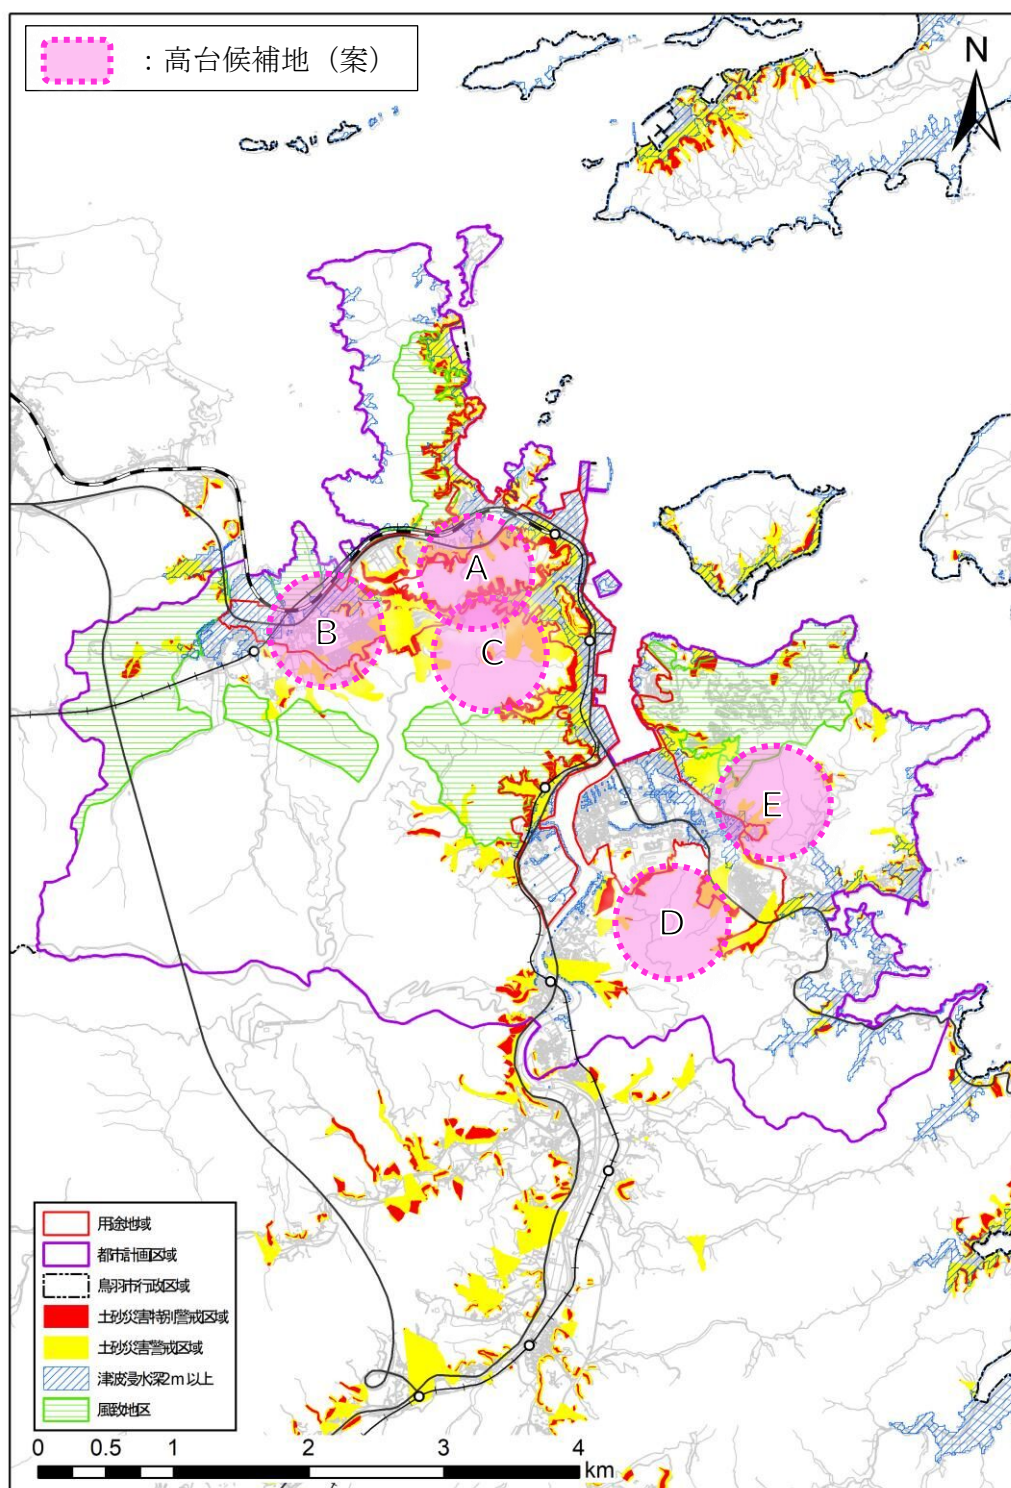 ：高台候補地（案）
N
A
B
C
E
D
用途地域
都市計画区域
鳥羽市行政区域
土砂災害特別警戒区域
土砂災害警戒区域
津波浸水深2m以上
風致地区
0 0.5 1 2 3 4
km